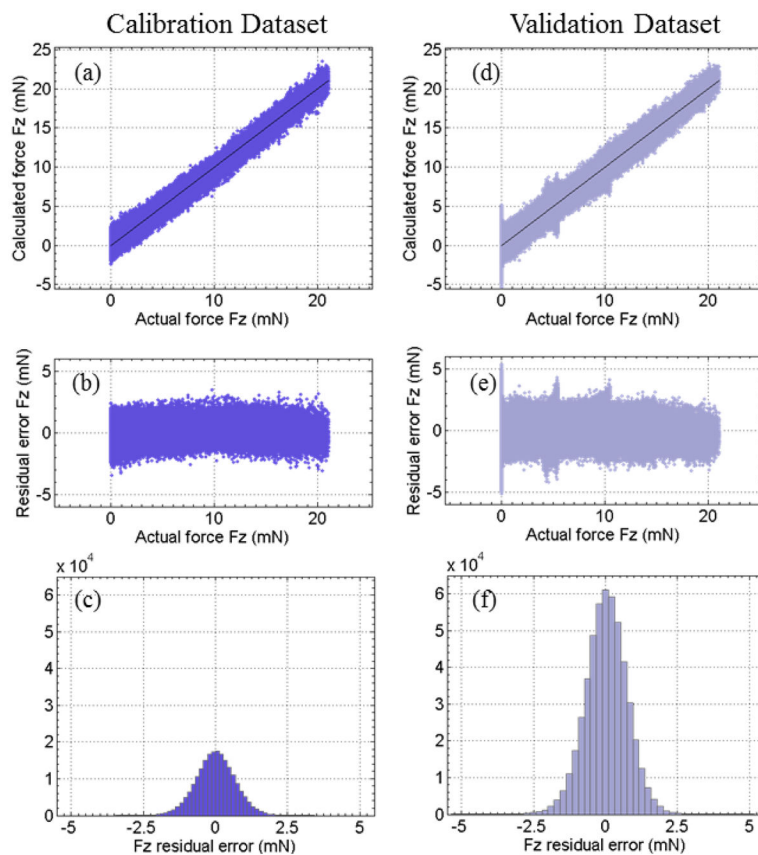 Calibration Dataset
Validation Dataset
(a)
25
20
15
10
5
0
-5
0
10
20
Calculated force Fz (mN)
Actual force Fz (mN)
(d)
25
20
15
10
5
0
-5
0
10
20
Calculated force Fz (mN)
Actual force Fz (mN)
(b)
5
0
-5
0
10
20
Residual error Fz (mN)
Actual force Fz (mN)
(e)
5
0
-5
0
10
20
Residual error Fz (mN)
Actual force Fz (mN)
x 10^4
(c)
6
5
4
3
2
1
0
-5
-2.5
0
2.5
5
Fz residual error (mN)
x 10^4
(f)
6
5
4
3
2
1
0
-5
-2.5
0
2.5
5
Fz residual error (mN)